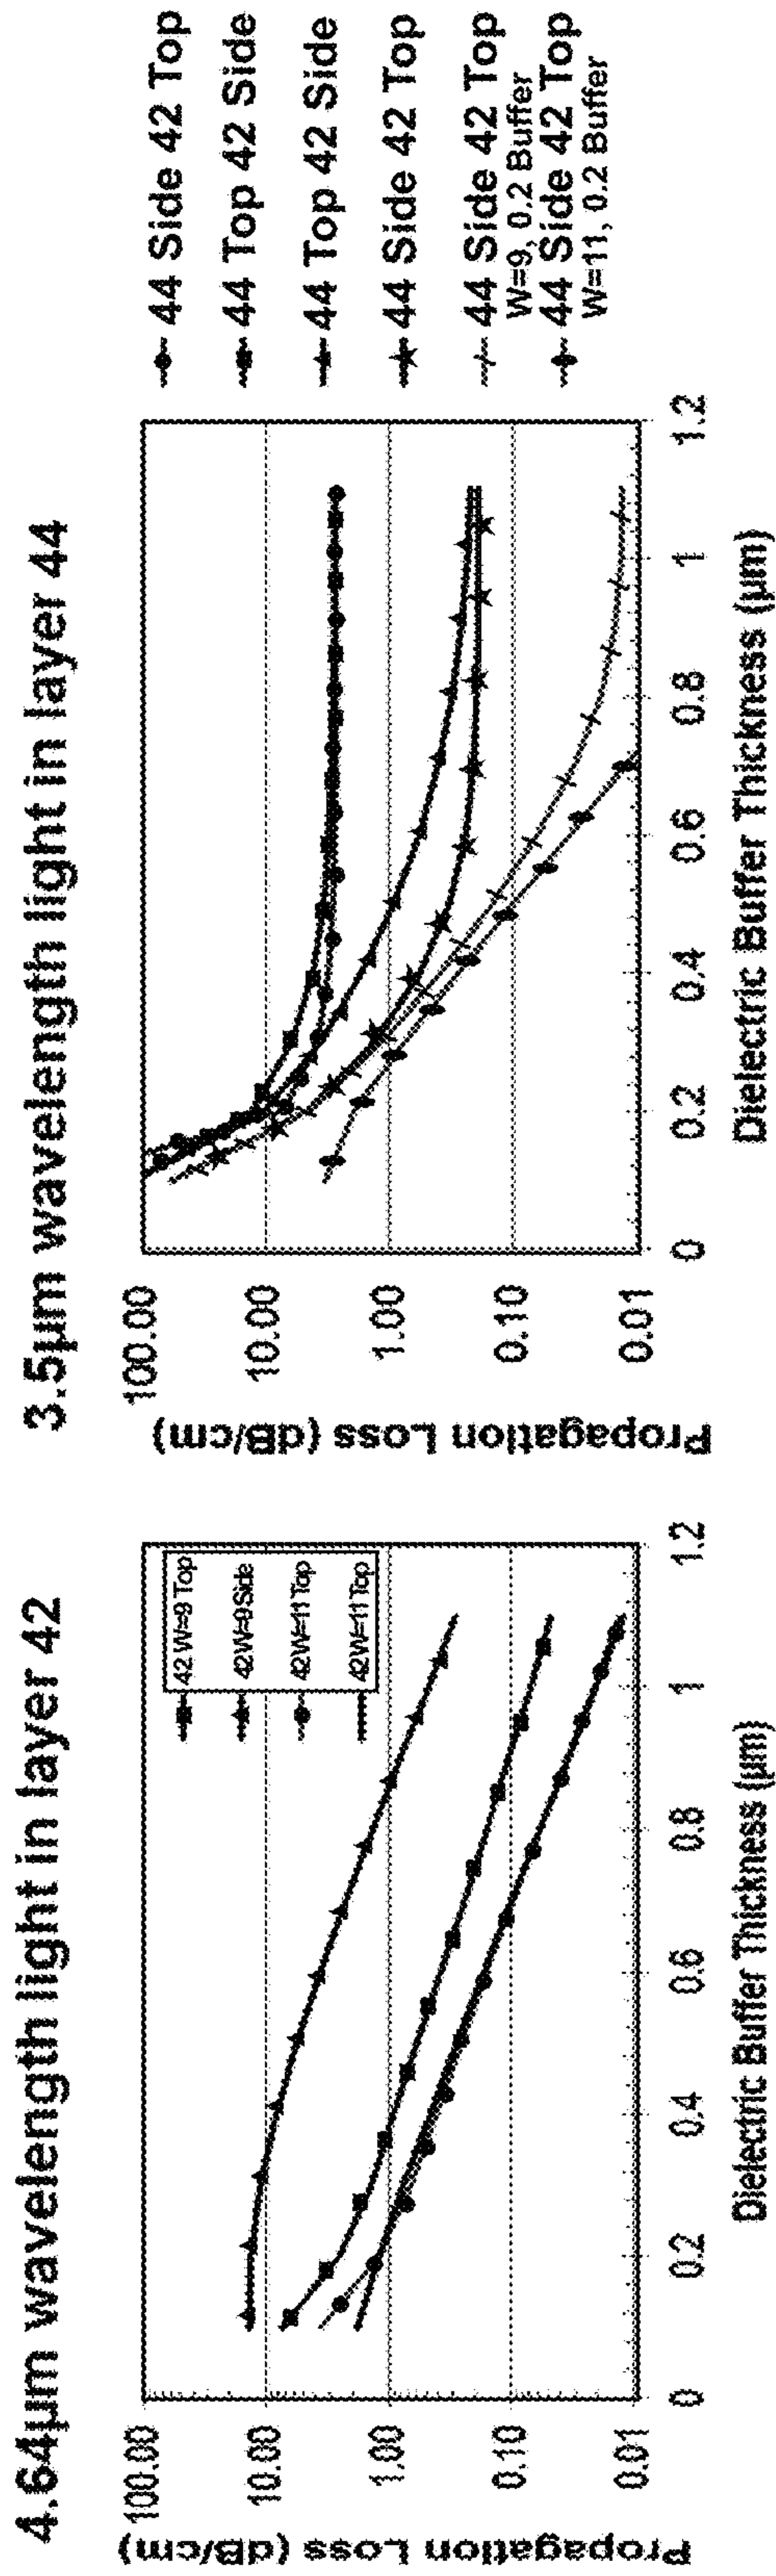 4.64µm wavelength light in layer 42
Propagation Loss (dB/cm)
100.00
10.00
1.00
0.10
0.01
0
0.2
0.4
0.6
0.8
1
1.2
Dielectric Buffer Thickness (µm)
42 W=9 Top
42W=9 Side
42W=11 Top
42W=11 Top
3.5µm wavelength light in layer 44
Propagation Loss (dB/cm)
100.00
10.00
1.00
0.10
0.01
0
0.2
0.4
0.6
0.8
1
1.2
Dielectric Buffer Thickness (µm)
44 Side 42 Top
44 Top 42 Side
44 Top 42 Side
44 Side 42 Top
44 Side 42 Top
W=9, 0.2 Buffer
44 Side 42 Top
W=11, 0.2 Buffer